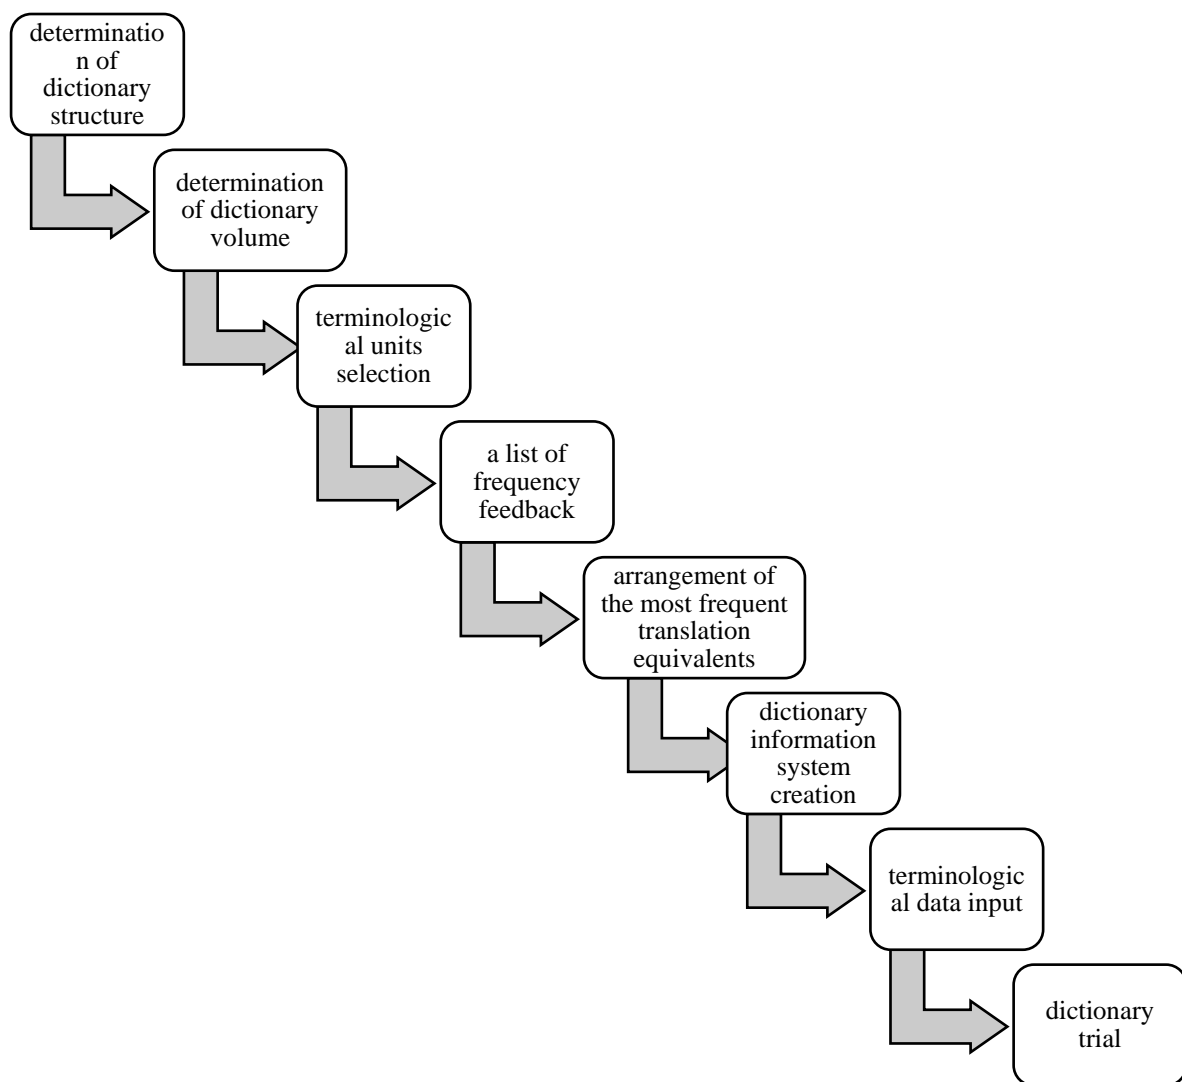 determinatio
n of
dictionary
structure
determination
of dictionary
volume
terminologic
al units
selection
a list of
frequency
feedback
arrangement of
the most frequent
translation
equivalents
dictionary
information
system
creation
terminologic
al data input
dictionary
trial